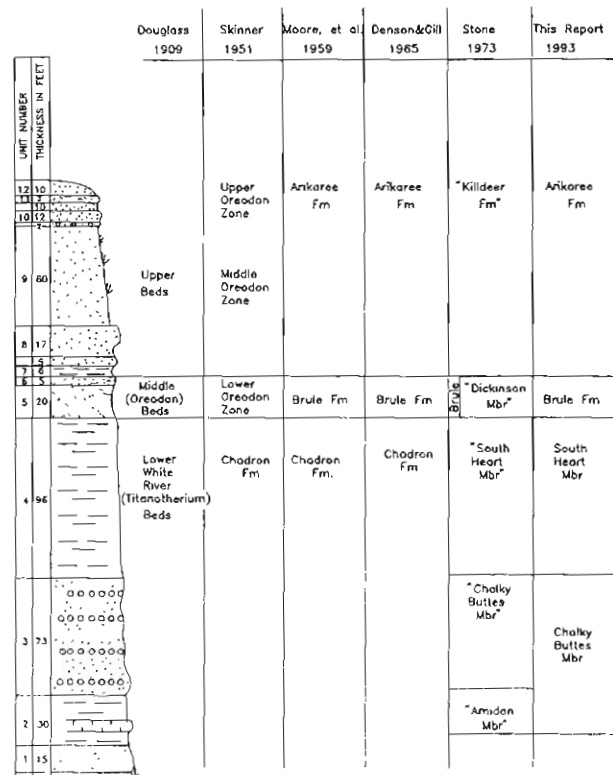 Douglass Skinner Moore, et al. Denson&Gill Stone This Report
1909 1951 1959 1965 1973 1993
UNIT NUMBER
THICKNESS IN FEET
12 10
11 3
10
10 12
2
9 60
8 17
5
7 6
6 5
5 20
4 96
3 73
2 30
1 15
Upper
Beds
Middle
(Oreodon)
Beds
Lower
White
River
(Titanotherium)
Beds
Upper
Oreodon
Zone
Middle
Oreodon
Zone
Lower
Oreodon
Zone
Chadron
Fm
Arikaree
Fm
Brule Fm
Chadron
Fm.
Arikaree
Fm
Brule Fm
Chadron
Fm
"Killdeer
Fm"
Brule
"Dickinson
Mbr"
"South
Heart
Mbr"
"Chalky
Buttes
Mbr"
"Amidon
Mbr"
Arikaree
Fm
Brule Fm
South
Heart
Mbr
Chalky
Buttes
Mbr